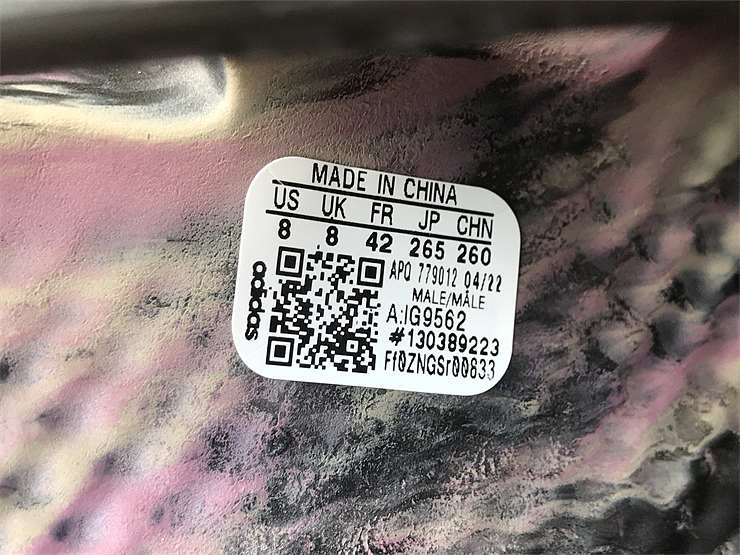 MADE IN CHINA
US UK FR JP CHN
8 8 42 265 260
adidas
APO 779012 04/22
MALE/MÂLE
A:IG9562
#130389223
Ff0ZNGSr00833